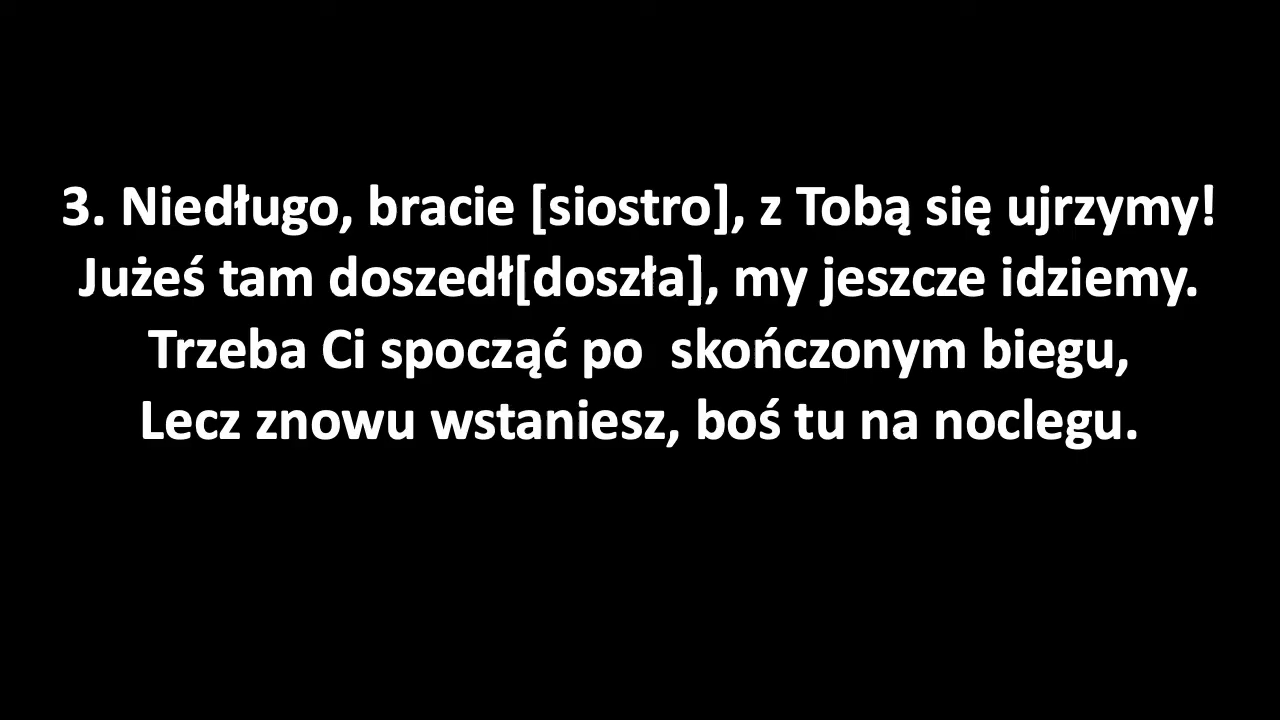 3. Niedługo, bracie [siostro], z Tobą się ujrzymy!
Jużeś tam doszedł[doszła], my jeszcze idziemy.
Trzeba Ci spocząć po  skończonym biegu,
Lecz znowu wstaniesz, boś tu na noclegu.